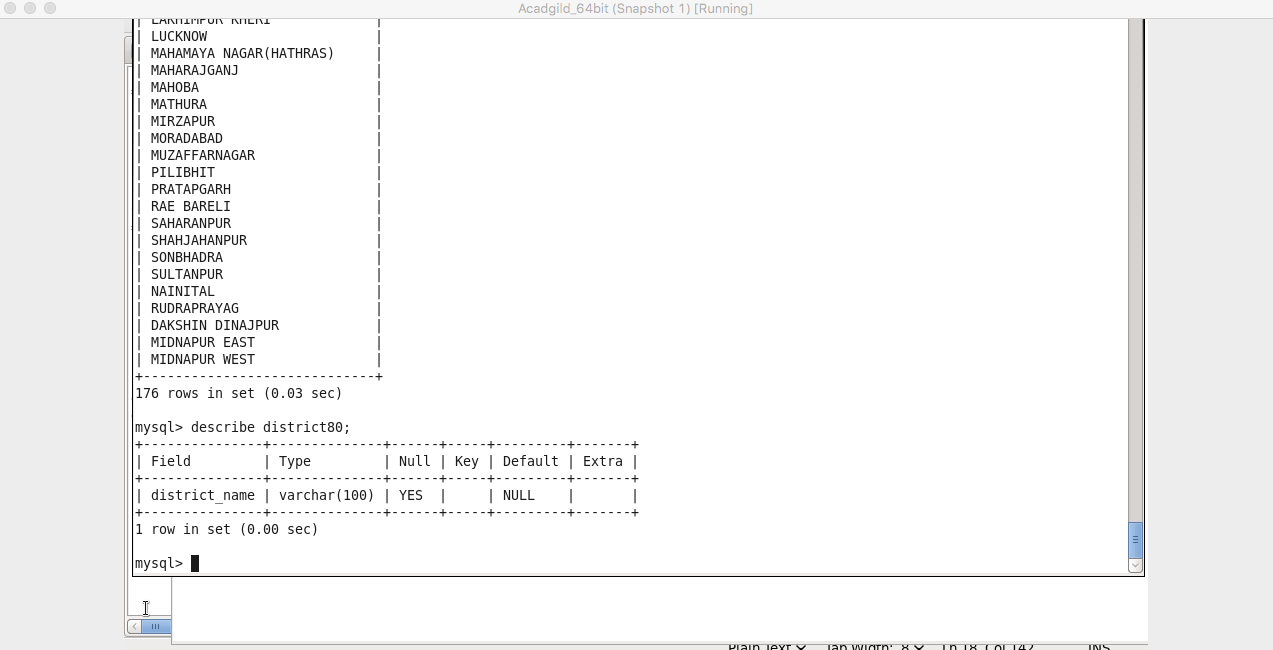 Acadgild_64bit (Snapshot 1) [Running]
| LAKHIMPUR KHERI |
| LUCKNOW |
| MAHAMAYA NAGAR(HATHRAS) |
| MAHARAJGANJ |
| MAHOBA |
| MATHURA |
| MIRZAPUR |
| MORADABAD |
| MUZAFFARNAGAR |
| PILIBHIT |
| PRATAPGARH |
| RAE BARELI |
| SAHARANPUR |
| SHAHJAHANPUR |
| SONBHADRA |
| SULTANPUR |
| NAINITAL |
| RUDRAPRAYAG |
| DAKSHIN DINAJPUR |
| MIDNAPUR EAST |
| MIDNAPUR WEST |
+-----------------------------+
176 rows in set (0.03 sec)
mysql> describe district80;
+---------------+--------------+------+-----+---------+-------+
| Field         | Type         | Null | Key | Default | Extra |
+---------------+--------------+------+-----+---------+-------+
| district_name | varchar(100) | YES  |     | NULL    |       |
+---------------+--------------+------+-----+---------+-------+
1 row in set (0.00 sec)
mysql>
Plain Text Tab Width: 8 Ln 18, Col 142 INS